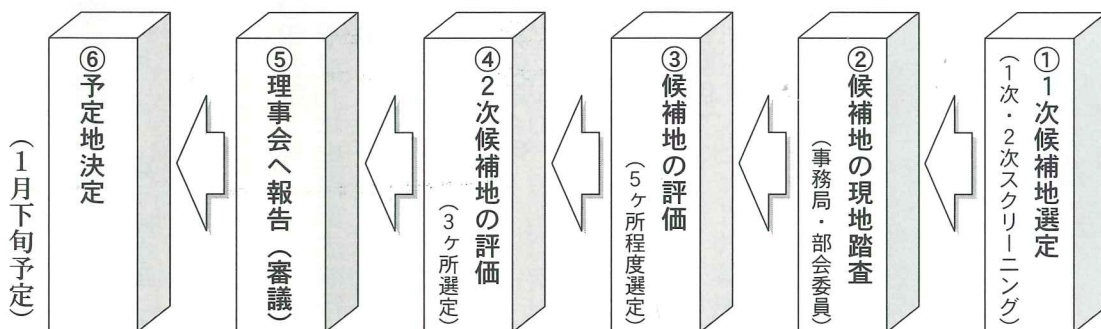 ①1次候補地選定
(1次・2次スクリーニング)
②候補地の現地踏査
(事務局・部会委員)
③候補地の評価
(5ヶ所程度選定)
④2次候補地の評価
(3ヶ所選定)
⑤理事会へ報告(審議)
⑥予定地決定
(1月下旬予定)